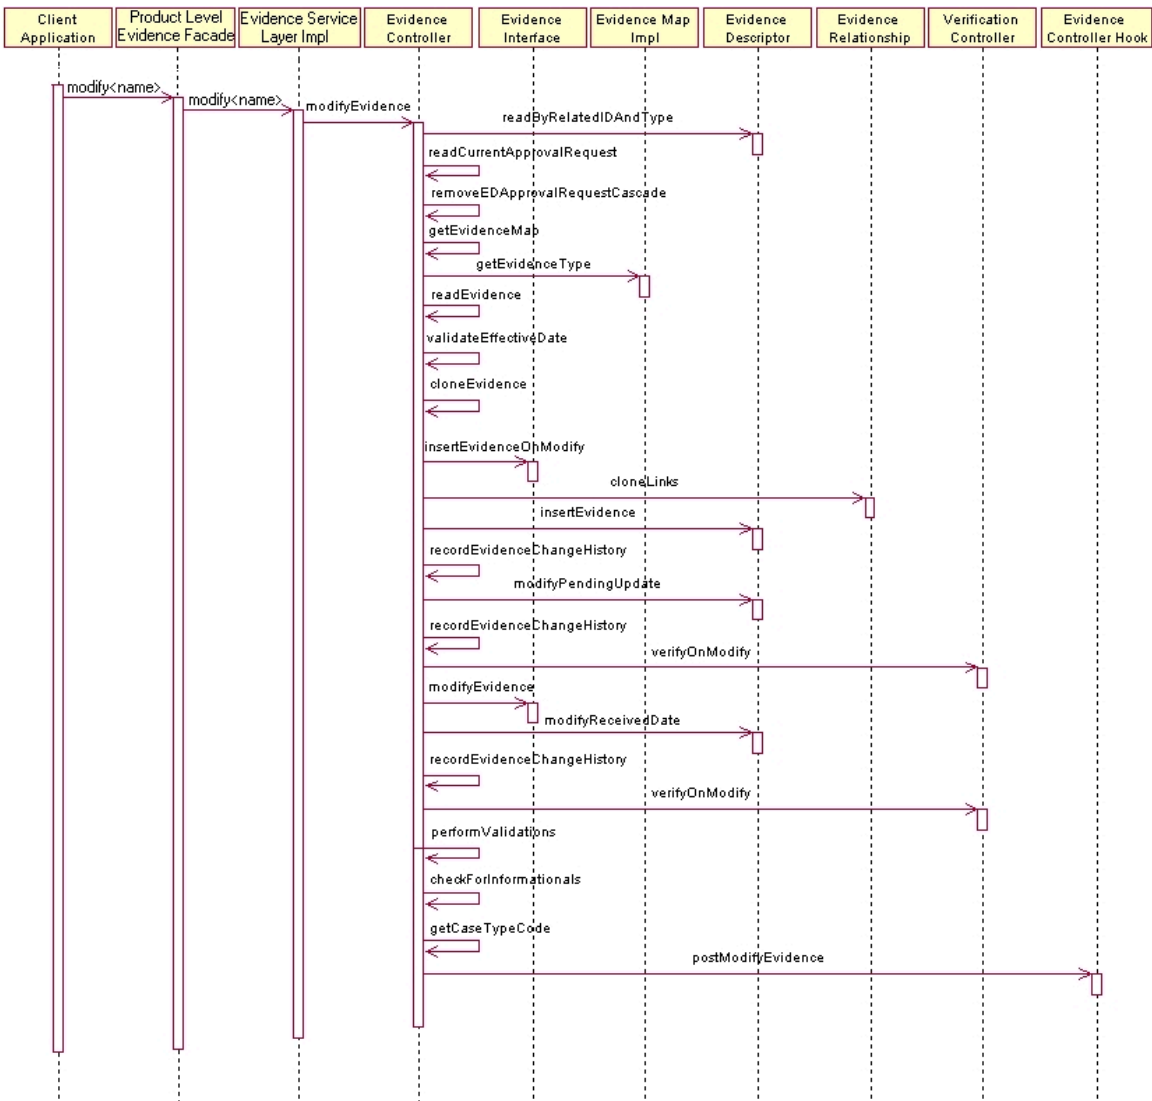 Client
Application
Product Level
Evidence Facade
Evidence Service
Layer Impl
Evidence
Controller
Evidence
Interface
Evidence Map
Impl
Evidence
Descriptor
Evidence
Relationship
Verification
Controller
Evidence
Controller Hook
modify<name>
modify<name>
modifyEvidence
readByRelatedIDAndType
readCurrentApprovalRequest
removeEDApprovalRequestCascade
getEvidenceMap
getEvidenceType
readEvidence
validateEffectiveDate
cloneEvidence
insertEvidenceOnModify
cloneLinks
insertEvidence
recordEvidenceChangeHistory
modifyPendingUpdate
recordEvidenceChangeHistory
verifyOnModify
modifyEvidence
modifyReceivedDate
recordEvidenceChangeHistory
verifyOnModify
performValidations
checkForInformationals
getCaseTypeCode
postModifyEvidence